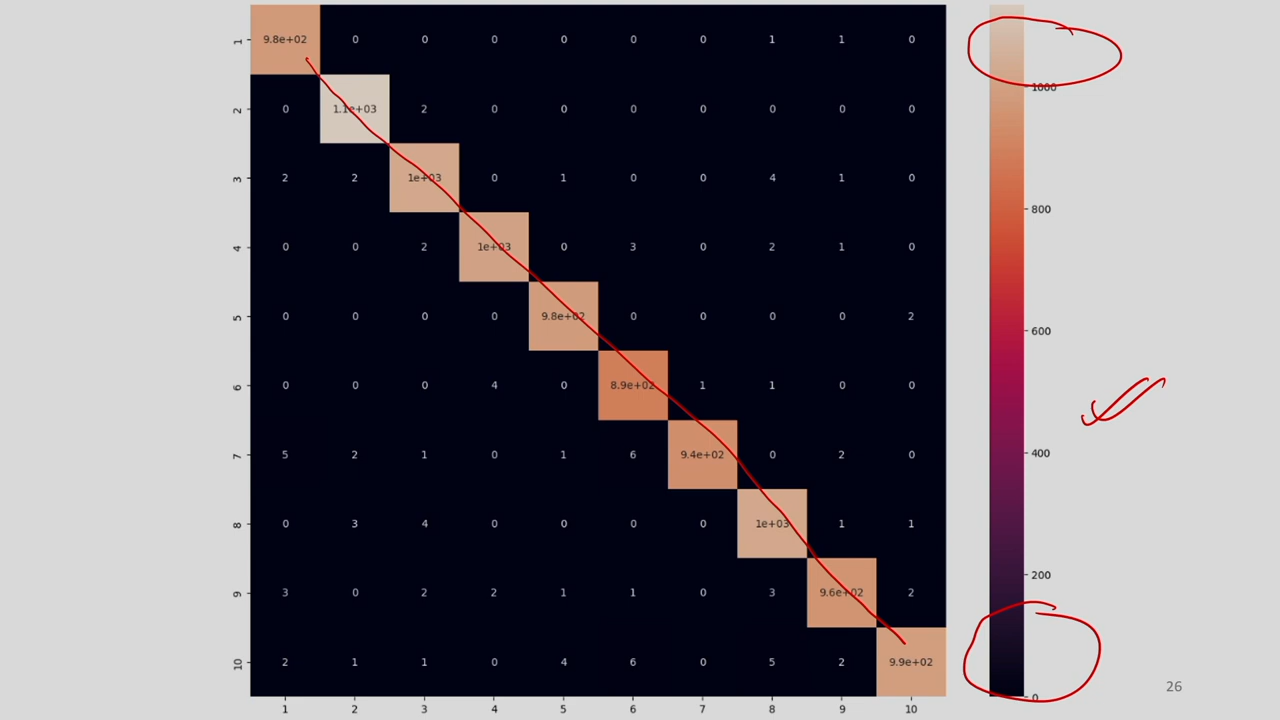 1 9.8e+02 0 0 0 0 0 0 1 1 0
2 0 1.1e+03 2 0 0 0 0 0 0 0
3 2 2 1e+03 0 1 0 0 4 1 0
4 0 0 2 1e+03 0 3 0 2 1 0
5 0 0 0 0 9.8e+02 0 0 0 0 2
6 0 0 0 4 0 8.9e+02 1 1 0 0
7 5 2 1 0 1 6 9.4e+02 0 2 0
8 0 3 4 0 0 0 0 1e+03 1 1
9 3 0 2 2 1 1 0 3 9.6e+02 2
10 2 1 1 0 4 6 0 5 2 9.9e+02
1 2 3 4 5 6 7 8 9 10
1000
800
600
400
200
0
26